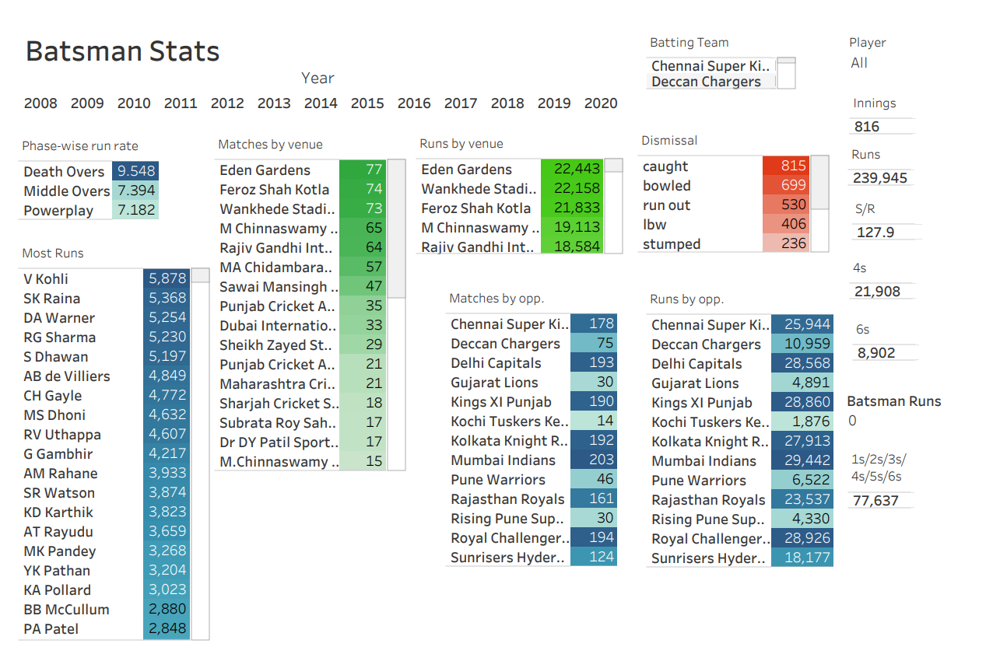 Batsman Stats
Year
2008 2009 2010 2011 2012 2013 2014 2015 2016 2017 2018 2019 2020
Batting Team
Chennai Super Ki..
Deccan Chargers
Player
All
Innings
816
Runs
239,945
S/R
127.9
4s
21,908
6s
8,902
Batsman Runs
0
1s/2s/3s/
4s/5s/6s
77,637
Phase-wise run rate
Death Overs 9.548
Middle Overs 7.394
Powerplay 7.182
Most Runs
V Kohli 5,878
SK Raina 5,368
DA Warner 5,254
RG Sharma 5,230
S Dhawan 5,197
AB de Villiers 4,849
CH Gayle 4,772
MS Dhoni 4,632
RV Uthappa 4,607
G Gambhir 4,217
AM Rahane 3,933
SR Watson 3,874
KD Karthik 3,823
AT Rayudu 3,659
MK Pandey 3,268
YK Pathan 3,204
KA Pollard 3,023
BB McCullum 2,880
PA Patel 2,848
Matches by venue
Eden Gardens 77
Feroz Shah Kotla 74
Wankhede Stadi.. 73
M Chinnaswamy .. 65
Rajiv Gandhi Int.. 64
MA Chidambara.. 57
Sawai Mansingh .. 47
Punjab Cricket A.. 35
Dubai Internatio.. 33
Sheikh Zayed St.. 29
Punjab Cricket A.. 21
Maharashtra Cri.. 21
Sharjah Cricket S.. 18
Subrata Roy Sah.. 17
Dr DY Patil Sport.. 17
M.Chinnaswamy .. 15
Runs by venue
Eden Gardens 22,443
Wankhede Stadi.. 22,158
Feroz Shah Kotla 21,833
M Chinnaswamy .. 19,113
Rajiv Gandhi Int.. 18,584
Dismissal
caught 815
bowled 699
run out 530
lbw 406
stumped 236
Matches by opp.
Chennai Super Ki.. 178
Deccan Chargers 75
Delhi Capitals 193
Gujarat Lions 30
Kings XI Punjab 190
Kochi Tuskers Ke.. 14
Kolkata Knight R.. 192
Mumbai Indians 203
Pune Warriors 46
Rajasthan Royals 161
Rising Pune Sup.. 30
Royal Challenger.. 194
Sunrisers Hyder.. 124
Runs by opp.
Chennai Super Ki.. 25,944
Deccan Chargers 10,959
Delhi Capitals 28,568
Gujarat Lions 4,891
Kings XI Punjab 28,860
Kochi Tuskers Ke.. 1,876
Kolkata Knight R.. 27,913
Mumbai Indians 29,442
Pune Warriors 6,522
Rajasthan Royals 23,537
Rising Pune Sup.. 4,330
Royal Challenger.. 28,926
Sunrisers Hyder.. 18,177